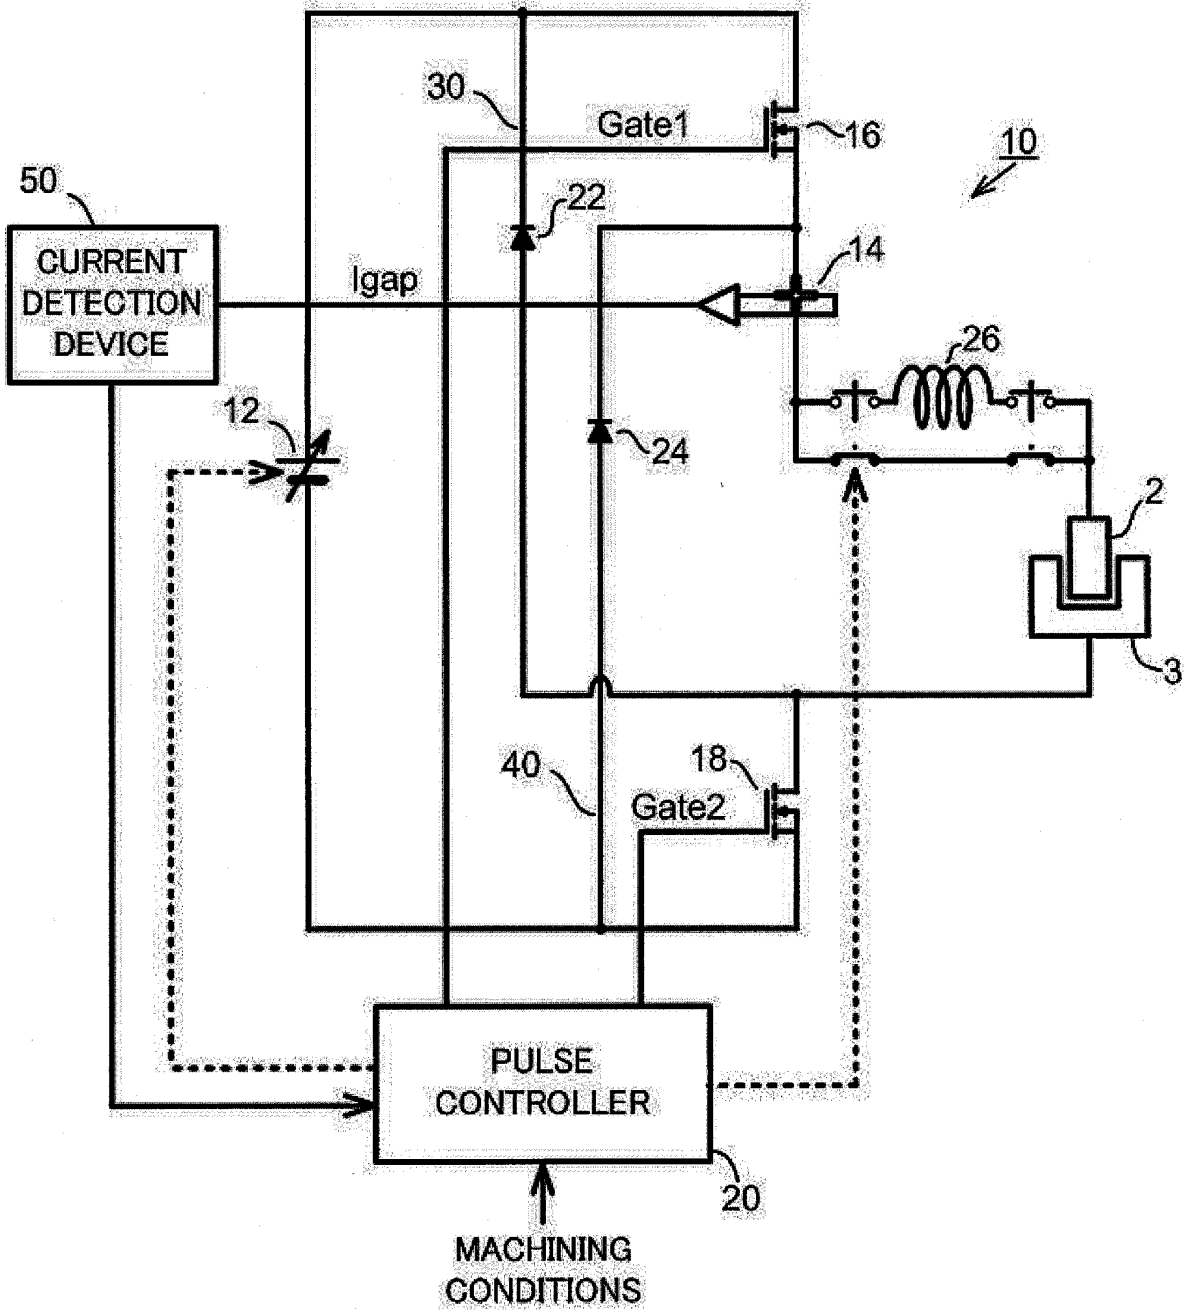 30
Gate1
16
10
50
22
CURRENT
DETECTION
DEVICE
Igap
14
26
12
24
2
3
40
18
Gate2
PULSE
CONTROLLER
20
MACHINING
CONDITIONS